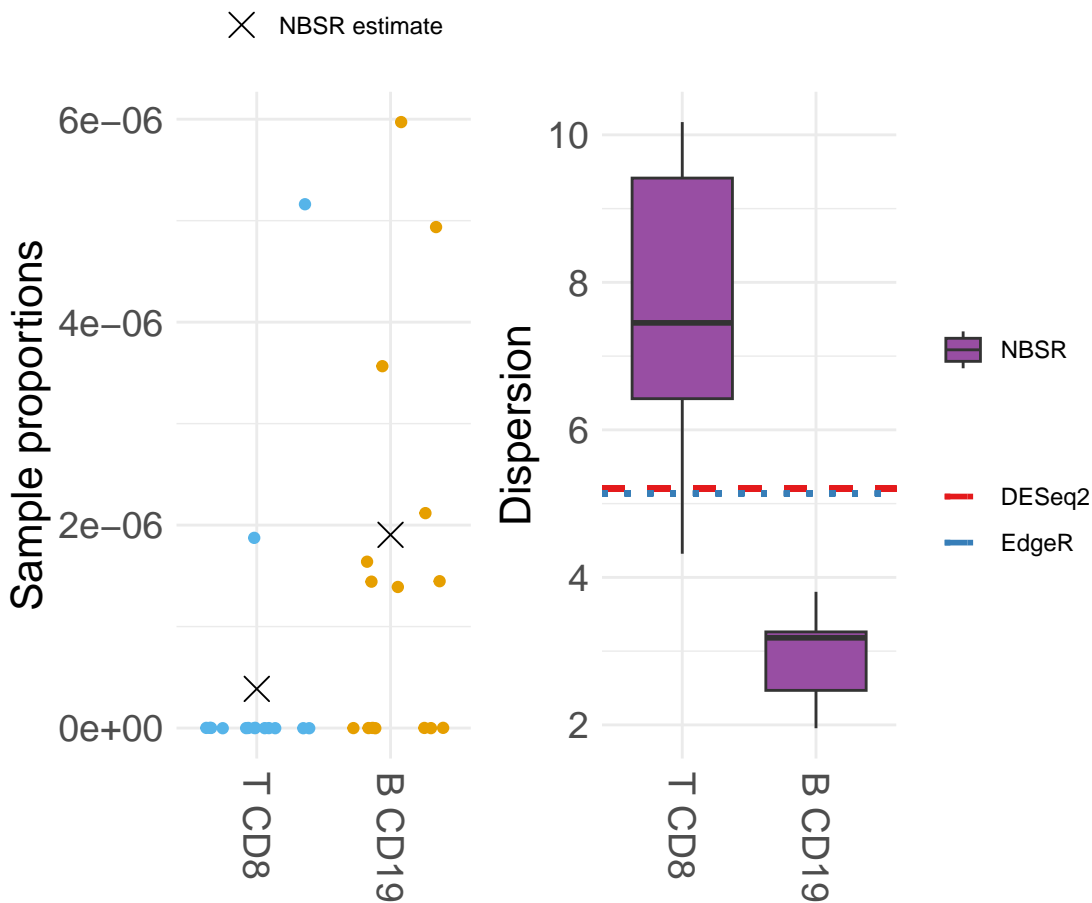 NBSR estimate
Sample proportions
6e−06
4e−06
2e−06
0e+00
T CD8
B CD19
Dispersion
10
8
6
4
2
T CD8
B CD19
NBSR
DESeq2
EdgeR